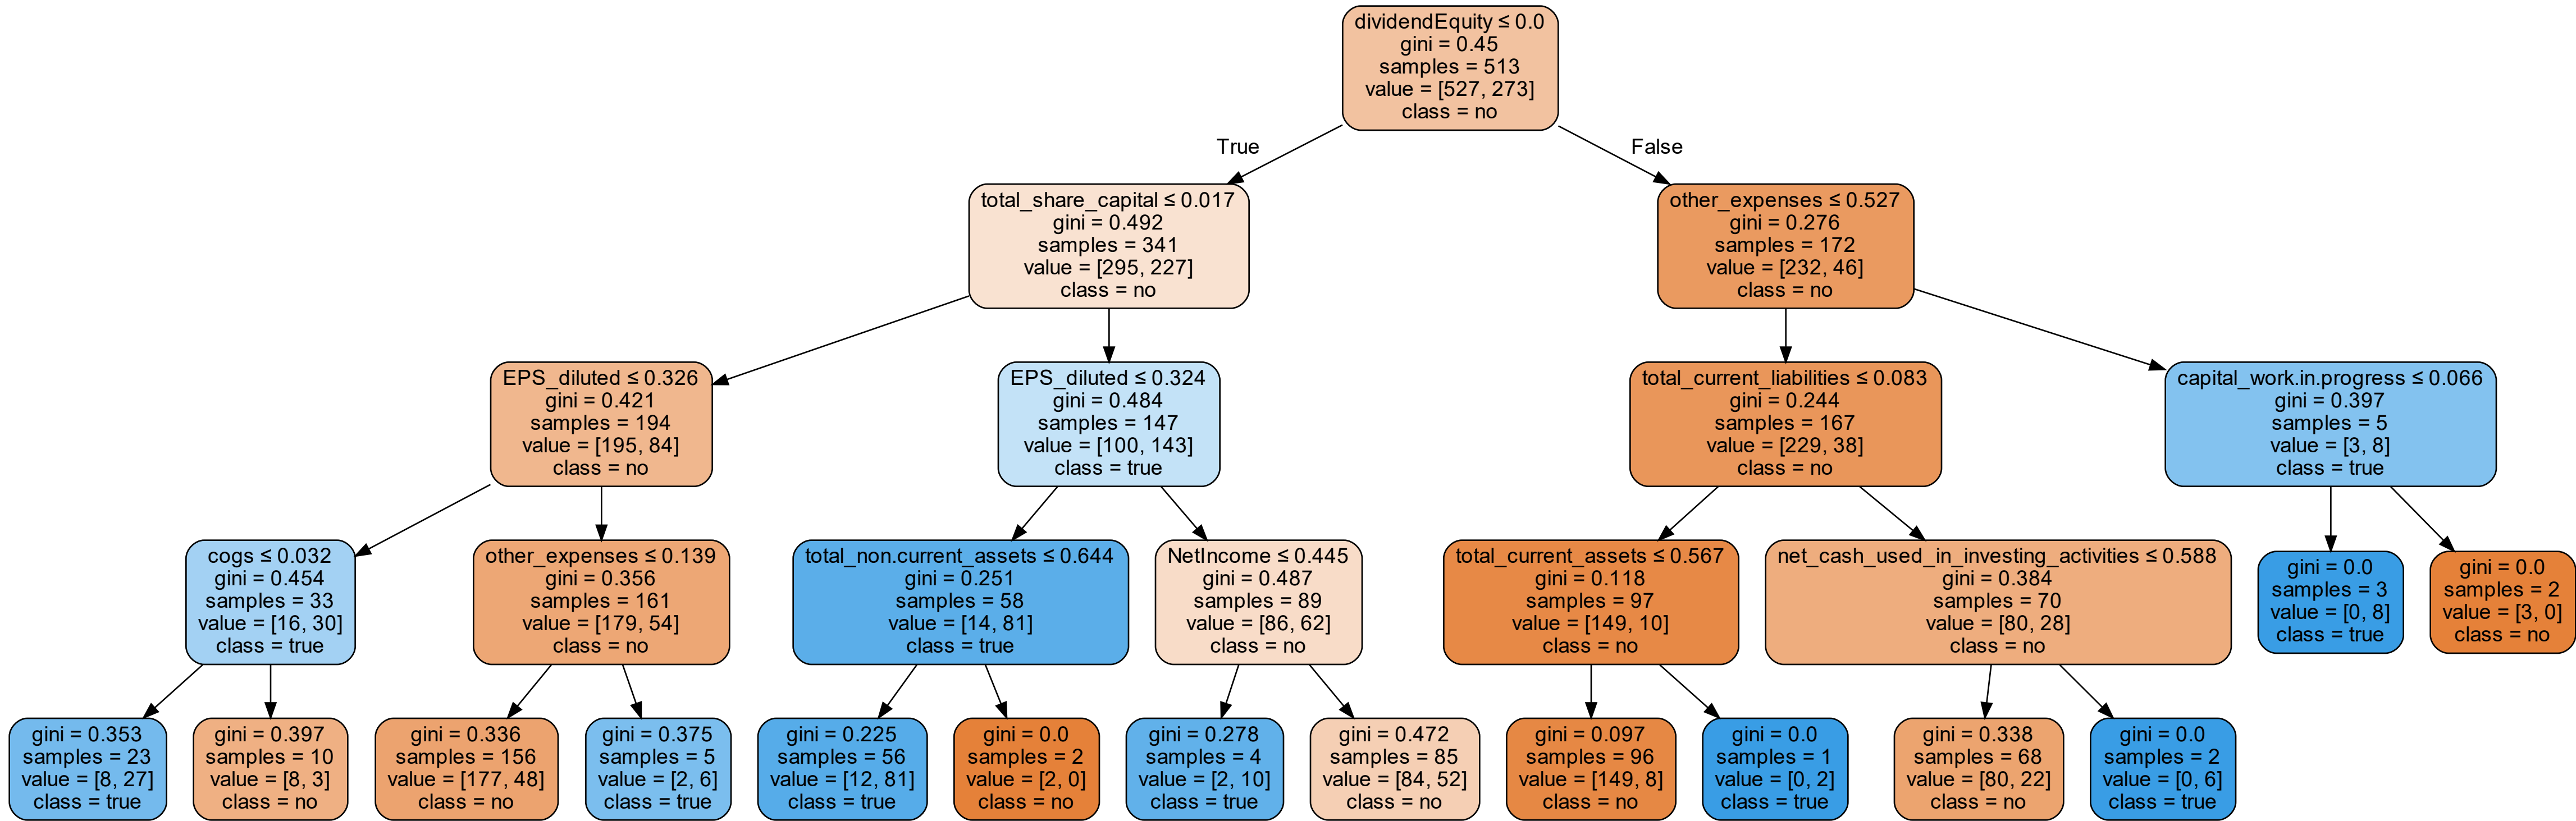 dividendEquity ≤ 0.0
gini = 0.45
samples = 513
value = [527, 273]
class = no
True
False
total_share_capital ≤ 0.017
gini = 0.492
samples = 341
value = [295, 227]
class = no
other_expenses ≤ 0.527
gini = 0.276
samples = 172
value = [232, 46]
class = no
EPS_diluted ≤ 0.326
gini = 0.421
samples = 194
value = [195, 84]
class = no
EPS_diluted ≤ 0.324
gini = 0.484
samples = 147
value = [100, 143]
class = true
total_current_liabilities ≤ 0.083
gini = 0.244
samples = 167
value = [229, 38]
class = no
capital_work.in.progress ≤ 0.066
gini = 0.397
samples = 5
value = [3, 8]
class = true
cogs ≤ 0.032
gini = 0.454
samples = 33
value = [16, 30]
class = true
other_expenses ≤ 0.139
gini = 0.356
samples = 161
value = [179, 54]
class = no
total_non.current_assets ≤ 0.644
gini = 0.251
samples = 58
value = [14, 81]
class = true
NetIncome ≤ 0.445
gini = 0.487
samples = 89
value = [86, 62]
class = no
total_current_assets ≤ 0.567
gini = 0.118
samples = 97
value = [149, 10]
class = no
net_cash_used_in_investing_activities ≤ 0.588
gini = 0.384
samples = 70
value = [80, 28]
class = no
gini = 0.0
samples = 3
value = [0, 8]
class = true
gini = 0.0
samples = 2
value = [3, 0]
class = no
gini = 0.353
samples = 23
value = [8, 27]
class = true
gini = 0.397
samples = 10
value = [8, 3]
class = no
gini = 0.336
samples = 156
value = [177, 48]
class = no
gini = 0.375
samples = 5
value = [2, 6]
class = true
gini = 0.225
samples = 56
value = [12, 81]
class = true
gini = 0.0
samples = 2
value = [2, 0]
class = no
gini = 0.278
samples = 4
value = [2, 10]
class = true
gini = 0.472
samples = 85
value = [84, 52]
class = no
gini = 0.097
samples = 96
value = [149, 8]
class = no
gini = 0.0
samples = 1
value = [0, 2]
class = true
gini = 0.338
samples = 68
value = [80, 22]
class = no
gini = 0.0
samples = 2
value = [0, 6]
class = true